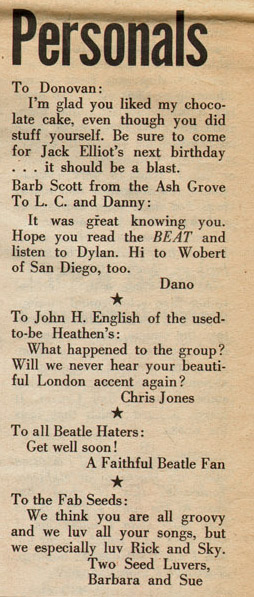 Personals
To Donovan:
I'm glad you liked my choco-
late cake, even though you did
stuff yourself. Be sure to come
for Jack Elliot's next birthday
. . . it should be a blast.
Barb Scott from the Ash Grove
To L. C. and Danny:
It was great knowing you.
Hope you read the BEAT and
listen to Dylan. Hi to Wobert
of San Diego, too.
Dano
★
To John H. English of the used-
to-be Heathen's:
What happened to the group?
Will we never hear your beauti-
ful London accent again?
Chris Jones
★
To all Beatle Haters:
Get well soon!
A Faithful Beatle Fan
★
To the Fab Seeds:
We think you are all groovy
and we luv all your songs, but
we especially luv Rick and Sky.
Two Seed Luvers,
Barbara and Sue